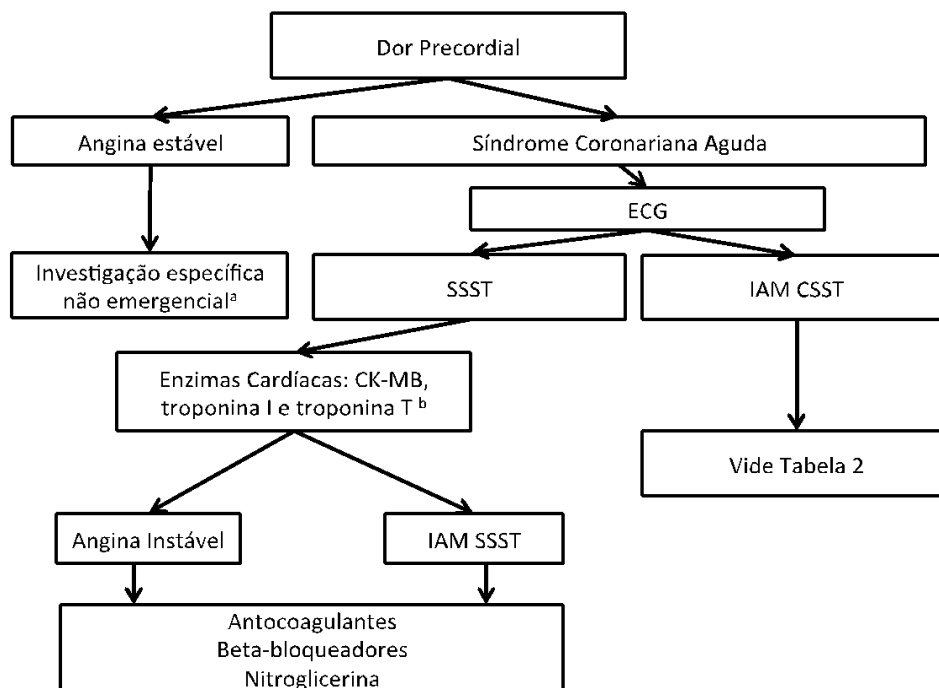 Dor Precordial
Angina estável
Síndrome Coronariana Aguda
ECG
Investigação específica
não emergencialª
SSST
IAM CSST
Enzimas Cardíacas: CK-MB,
troponina I e troponina T ᵇ
Vide Tabela 2
Angina Instável
IAM SSST
Antocoagulantes
Beta-bloqueadores
Nitroglicerina